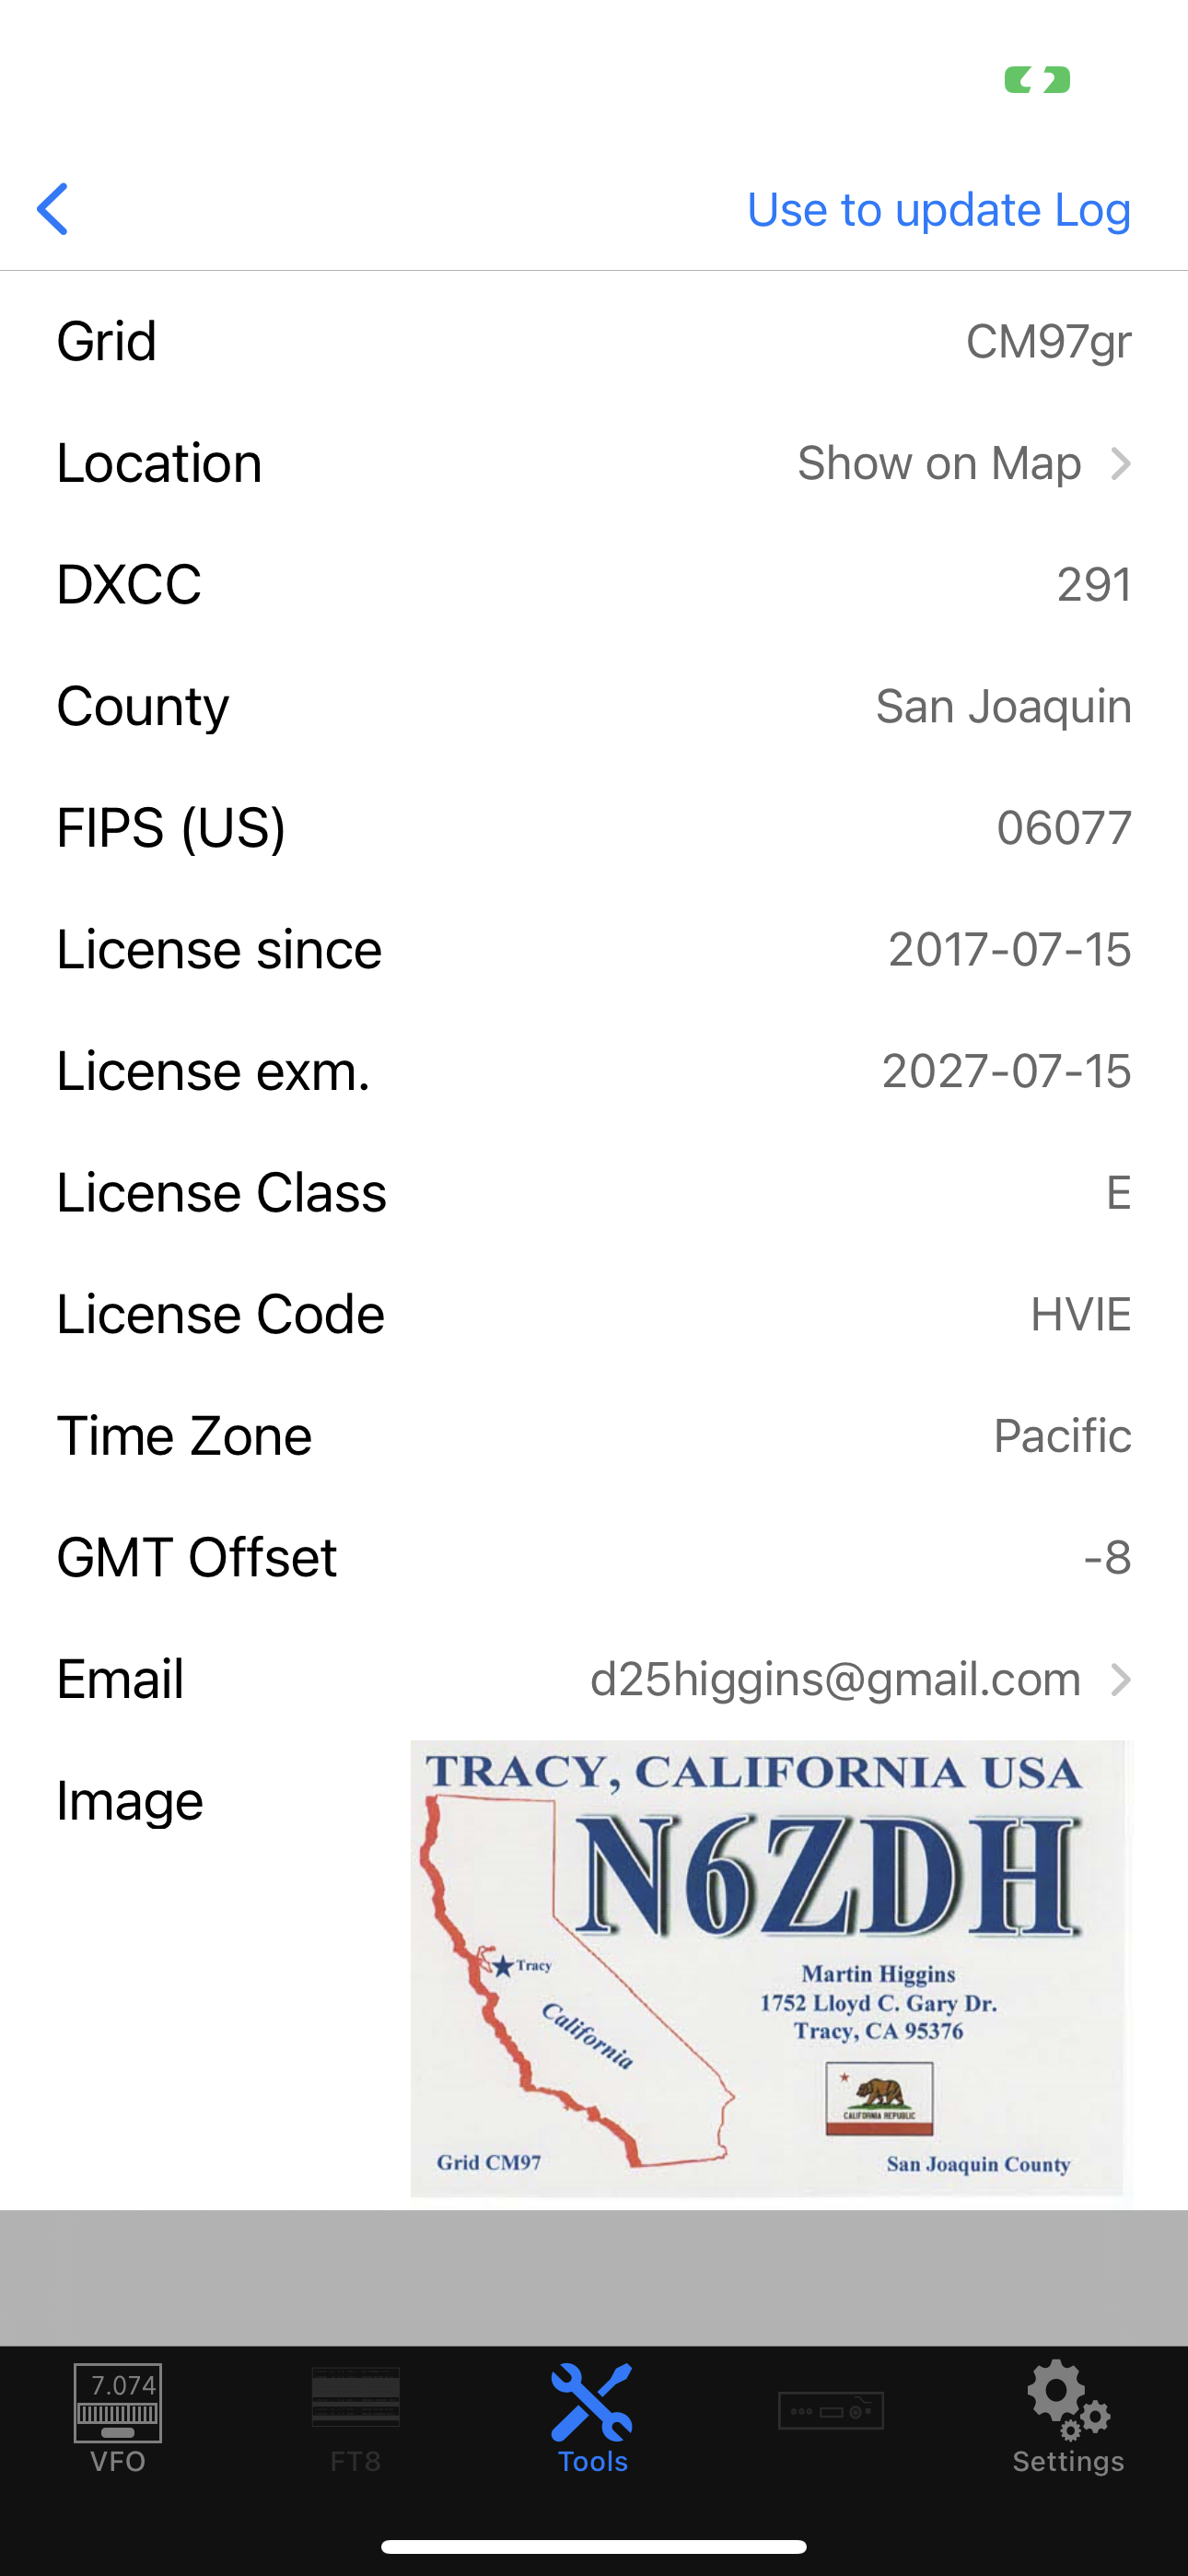 Use to update Log
Grid CM97gr
Location Show on Map
DXCC 291
County San Joaquin
FIPS (US) 06077
License since 2017-07-15
License exm. 2027-07-15
License Class E
License Code HVIE
Time Zone Pacific
GMT Offset -8
Email d25higgins@gmail.com
Image
TRACY, CALIFORNIA USA
N6ZDH
Tracy
California
Martin Higgins
1752 Lloyd C. Gary Dr.
Tracy, CA 95376
CALIFORNIA REPUBLIC
Grid CM97
San Joaquin County
7.074
VFO
FT8
Tools
Settings